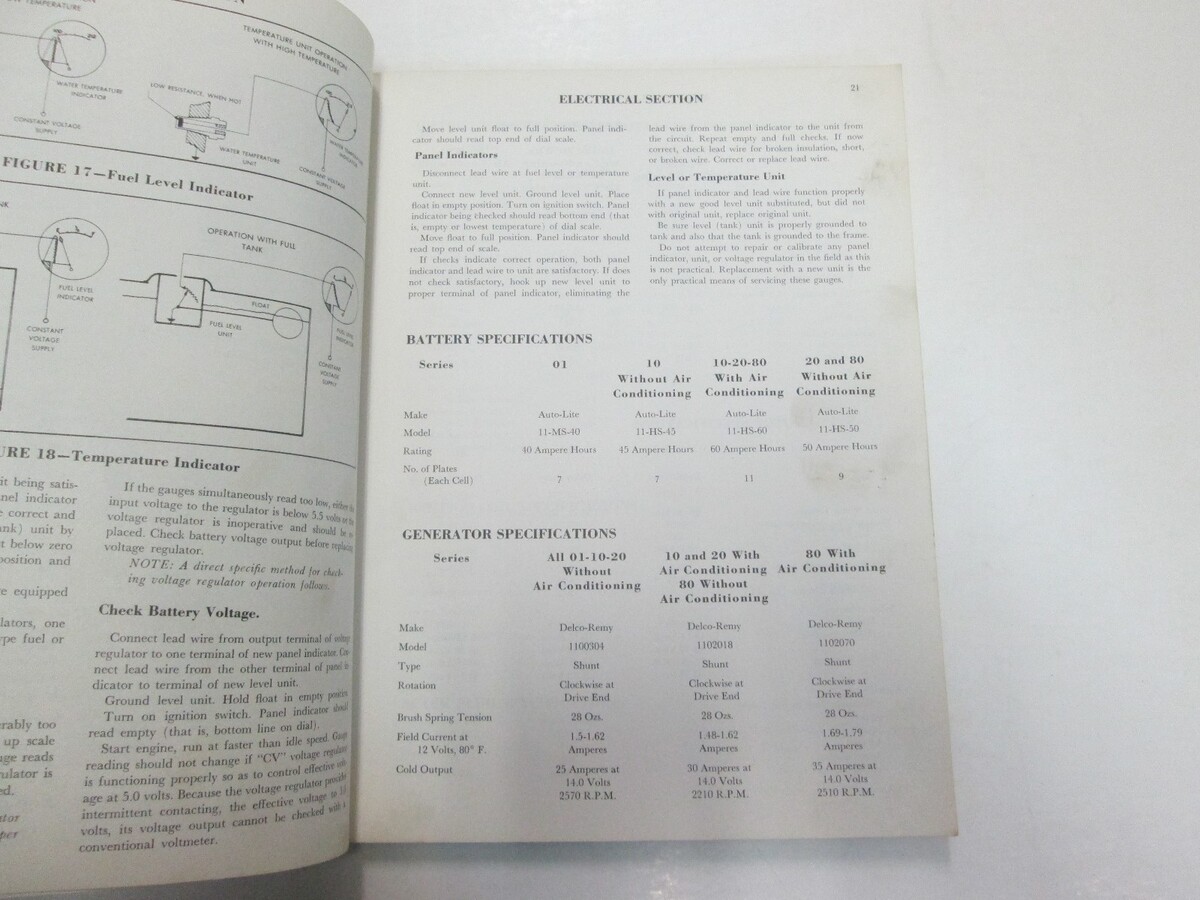 TEMPERATURE
WATER TEMPERATURE
INDICATOR
CONSTANT VOLTAGE
SUPPLY
TEMPERATURE UNIT OPERATION
WITH HIGH TEMPERATURE
LOW RESISTANCE, WHEN HOT
WATER TEMPERATURE
UNIT
CONSTANT VOLTAGE
SUPPLY
FIGURE 17—Fuel Level Indicator
FUEL LEVEL
INDICATOR
CONSTANT
VOLTAGE
SUPPLY
OPERATION WITH FULL
TANK
FLOAT
FUEL LEVEL
UNIT
FUEL LEVEL
CONSTANT
VOLTAGE
SUPPLY
URE 18—Temperature Indicator
it being satis-
nel indicator
e correct and
ank) unit by
t below zero
position and
re equipped
lators, one
ype fuel or
rably too
up scale
ge reads
ulator is
ed.
ator
per
If the gauges simultaneously read too low, either
input voltage to the regulator is below 5.5 volts or
voltage regulator is inoperative and should be
placed. Check battery voltage output before replacing
voltage regulator.
NOTE: A direct specific method for check-
ing voltage regulator operation follows.
Check Battery Voltage.
Connect lead wire from output terminal of voltage
regulator to one terminal of new panel indicator. Con-
nect lead wire from the other terminal of panel in-
dicator to terminal of new level unit.
Ground level unit. Hold float in empty position.
Turn on ignition switch. Panel indicator should
read empty (that is, bottom line on dial).
Start engine, run at faster than idle speed. Gauge
reading should not change if "CV" voltage regulator
is functioning properly so as to control effective volt-
age at 5.0 volts. Because the voltage regulator provides
intermittent contacting, the effective voltage to
volts, its voltage output cannot be checked with a
conventional voltmeter.
21
ELECTRICAL SECTION
Move level unit float to full position. Panel indi-
cator should read top end of dial scale.
Panel Indicators
Disconnect lead wire at fuel level or temperature
unit.
Connect new level unit. Ground level unit. Place
float in empty position. Turn on ignition switch. Panel
indicator being checked should read bottom end (that
is, empty or lowest temperature) of dial scale.
Move float to full position. Panel indicator should
read top end of scale.
If checks indicate correct operation, both panel
indicator and lead wire to unit are satisfactory. If does
not check satisfactory, hook up new level unit to
proper terminal of panel indicator, eliminating the
lead wire from the panel indicator to the unit from
the circuit. Repeat empty and full checks. If now
correct, check lead wire for broken insulation, short,
or broken wire. Correct or replace lead wire.
Level or Temperature Unit
If panel indicator and lead wire function properly
with a new good level unit substituted, but did not
with original unit, replace original unit.
Be sure level (tank) unit is properly grounded to
tank and also that the tank is grounded to the frame.
Do not attempt to repair or calibrate any panel
indicator, unit, or voltage regulator in the field as this
is not practical. Replacement with a new unit is the
only practical means of servicing these gauges.
BATTERY SPECIFICATIONS
Series 01 10 10-20-80 20 and 80
Without Air With Air Without Air
Conditioning Conditioning Conditioning
Make Auto-Lite Auto-Lite Auto-Lite Auto-Lite
Model 11-MS-40 11-HS-45 11-HS-60 11-HS-50
Rating 40 Ampere Hours 45 Ampere Hours 60 Ampere Hours 50 Ampere Hours
No. of Plates
(Each Cell) 7 7 11 9
GENERATOR SPECIFICATIONS
Series All 01-10-20 10 and 20 With 80 With
Without Air Conditioning Air Conditioning
Air Conditioning 80 Without
Air Conditioning
Make Delco-Remy Delco-Remy Delco-Remy
Model 1100304 1102018 1102070
Type Shunt Shunt Shunt
Rotation Clockwise at Clockwise at Clockwise at
Drive End Drive End Drive End
Brush Spring Tension 28 Ozs. 28 Ozs. 28 Ozs.
Field Current at 1.5-1.62 1.48-1.62 1.69-1.79
12 Volts, 80° F. Amperes Amperes Amperes
Cold Output 25 Amperes at 30 Amperes at 35 Amperes at
14.0 Volts 14.0 Volts 14.0 Volts
2570 R.P.M. 2210 R.P.M. 2510 R.P.M.